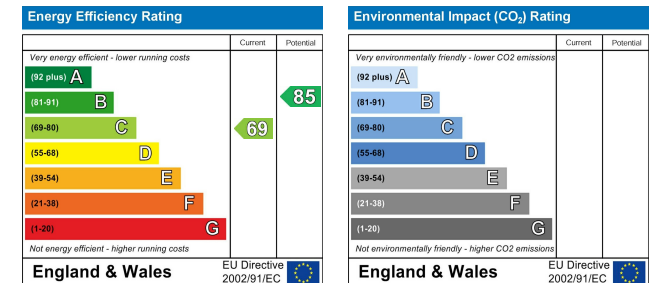 Energy Efficiency Rating
Current Potential
Very energy efficient - lower running costs
(92 plus) A
(81-91) B
85
(69-80) C
69
(55-68) D
(39-54) E
(21-38) F
(1-20) G
Not energy efficient - higher running costs
England & Wales
EU Directive
2002/91/EC
Environmental Impact (CO₂) Rating
Current Potential
Very environmentally friendly - lower CO2 emissions
(92 plus) A
(81-91) B
(69-80) C
(55-68) D
(39-54) E
(21-38) F
(1-20) G
Not environmentally friendly - higher CO2 emissions
England & Wales
EU Directive
2002/91/EC